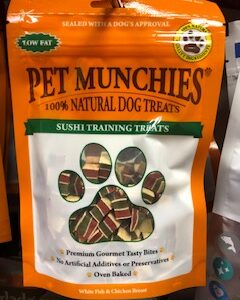 SEALED WITH A DOG'S APPROVAL
LOW FAT
PET MUNCHIES
100% NATURAL DOG TREATS
SUSHI TRAINING TREATS
Premium Gourmet Tasty Bites
No Artificial Additives or Preservatives
Oven Baked
White Fish & Chicken Breast